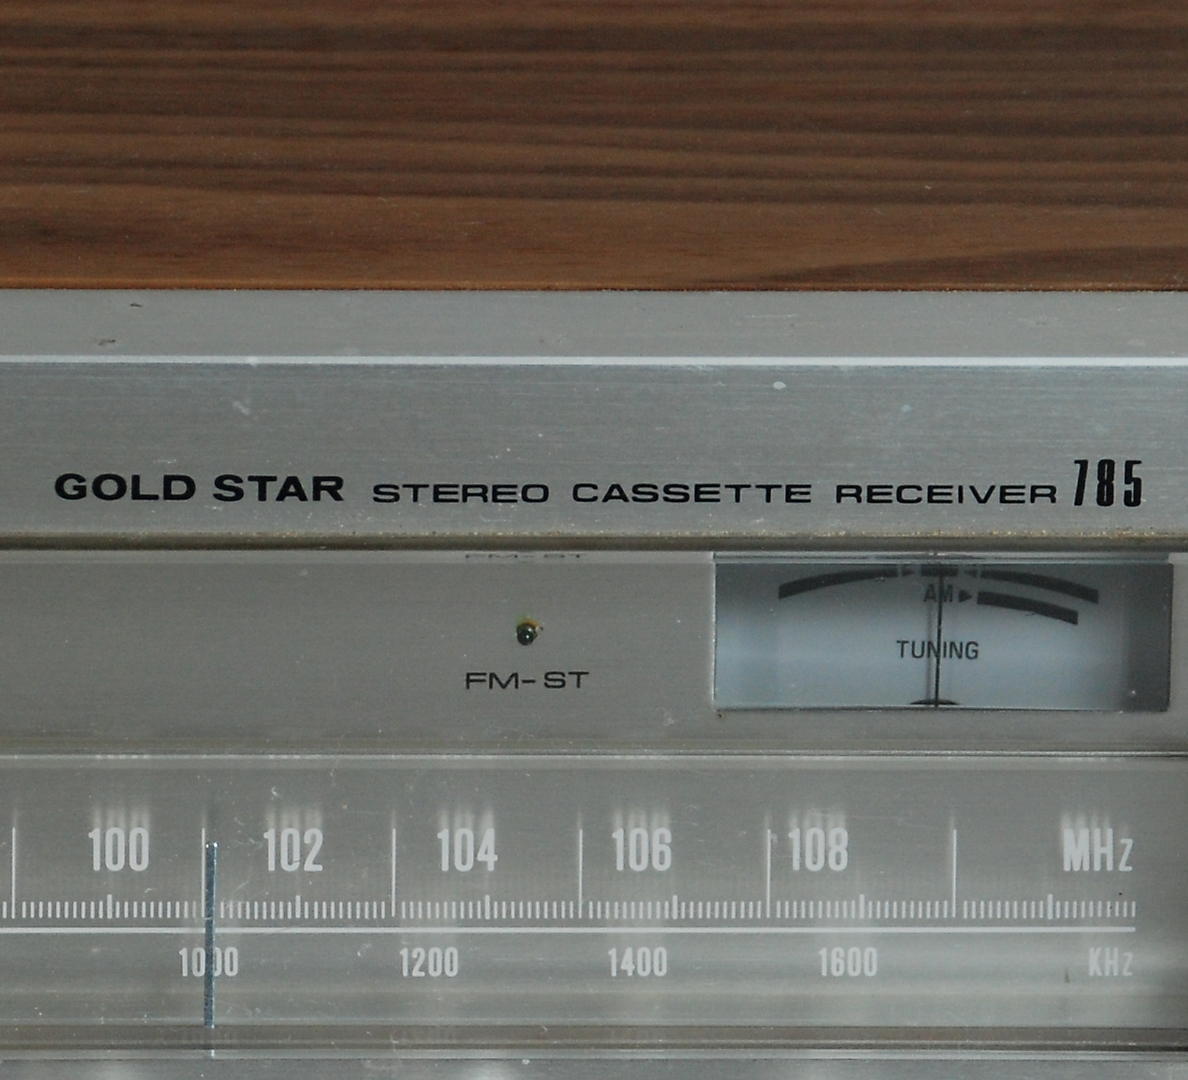 GOLD STAR STEREO CASSETTE RECEIVER 785
AM
TUNING
FM-ST
100 102 104 106 108 MHz
1000 1200 1400 1600 KHz